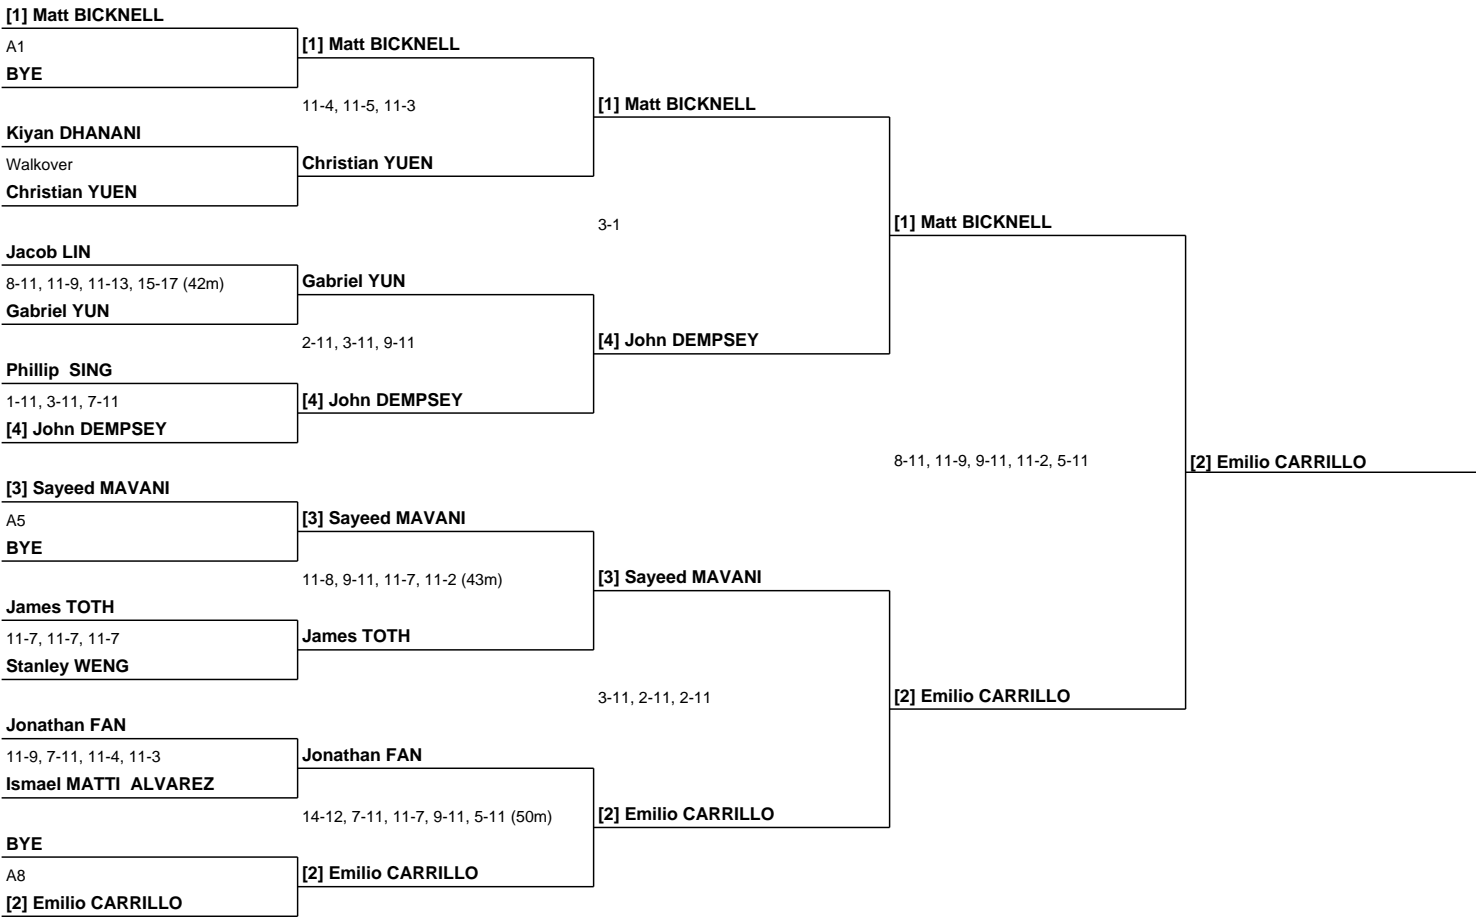 [1] Matt BICKNELL
A1
BYE
Kiyan DHANANI
Walkover
Christian YUEN
Jacob LIN
8-11, 11-9, 11-13, 15-17 (42m)
Gabriel YUN
Phillip  SING
1-11, 3-11, 7-11
[4] John DEMPSEY
[3] Sayeed MAVANI
A5
BYE
James TOTH
11-7, 11-7, 11-7
Stanley WENG
Jonathan FAN
11-9, 7-11, 11-4, 11-3
Ismael MATTI  ALVAREZ
BYE
A8
[2] Emilio CARRILLO
[1] Matt BICKNELL
11-4, 11-5, 11-3
Christian YUEN
Gabriel YUN
2-11, 3-11, 9-11
[4] John DEMPSEY
[3] Sayeed MAVANI
11-8, 9-11, 11-7, 11-2 (43m)
James TOTH
Jonathan FAN
14-12, 7-11, 11-7, 9-11, 5-11 (50m)
[2] Emilio CARRILLO
[1] Matt BICKNELL
3-1
[4] John DEMPSEY
[3] Sayeed MAVANI
3-11, 2-11, 2-11
[2] Emilio CARRILLO
[1] Matt BICKNELL
8-11, 11-9, 9-11, 11-2, 5-11
[2] Emilio CARRILLO
[2] Emilio CARRILLO